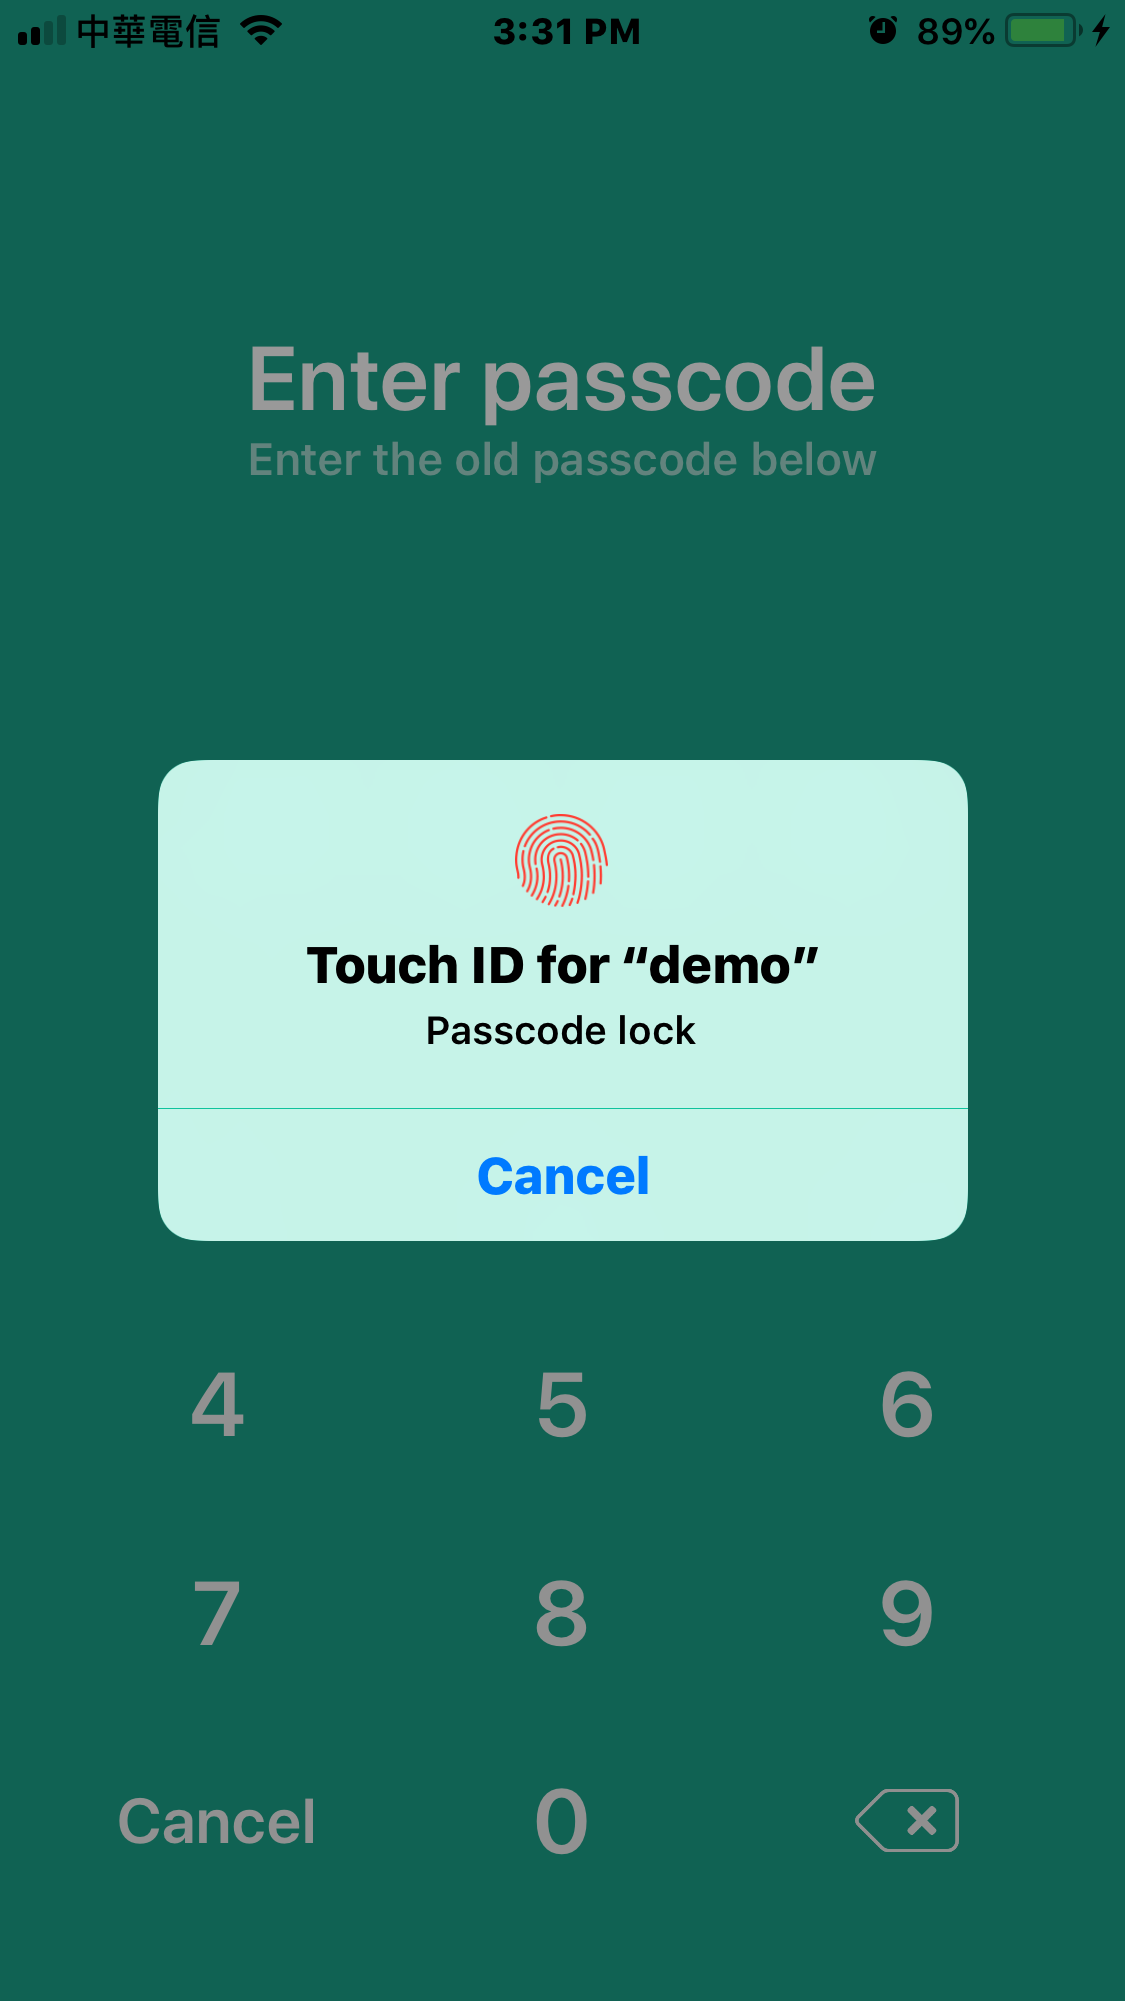 中華電信 3:31 PM 89%
Enter passcode
Enter the old passcode below
Touch ID for “demo”
Passcode lock
Cancel
4 5 6
7 8 9
Cancel 0